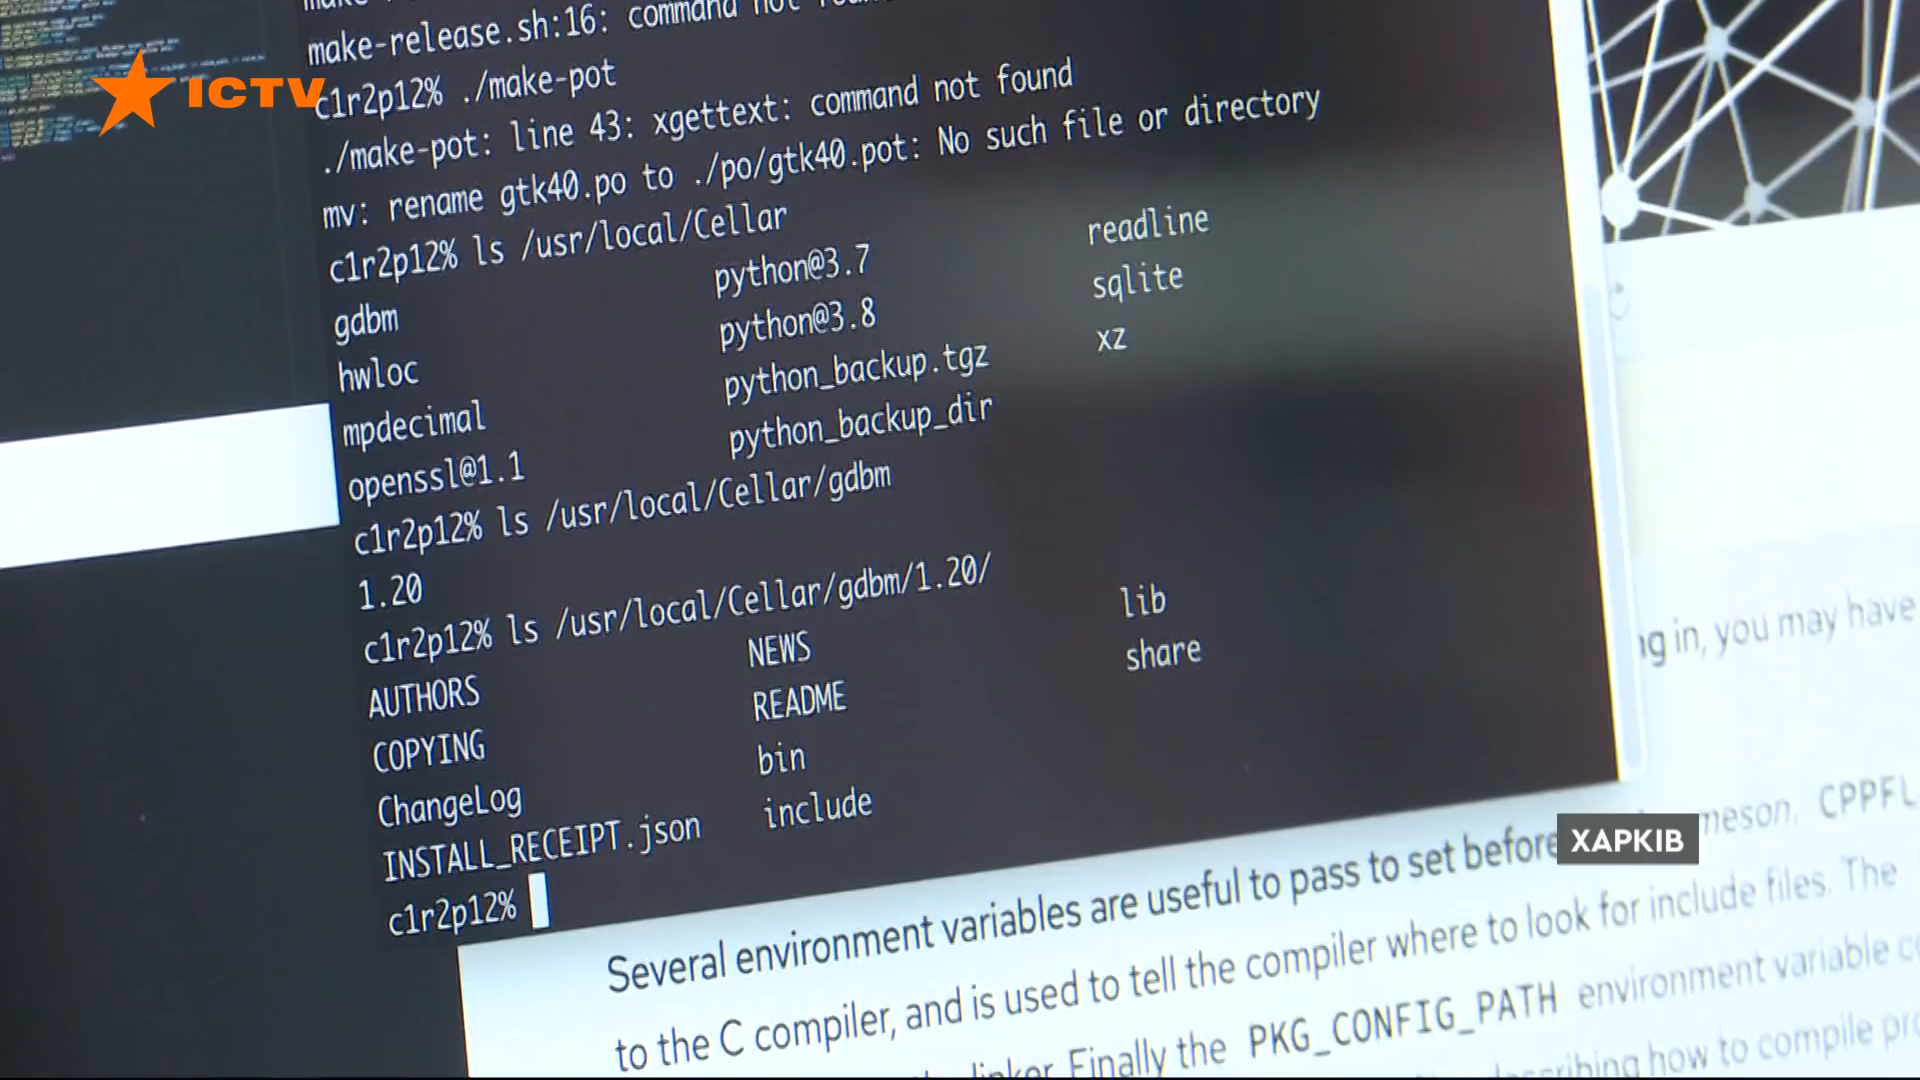 make-release.sh:16: command not found
ICTV
c1r2p12% ./make-pot
./make-pot: line 43: xgettext: command not found
mv: rename gtk40.po to ./po/gtk40.pot: No such file or directory
c1r2p12% ls /usr/local/Cellar
gdbm python@3.7 readline
hwloc python@3.8 sqlite
mpdecimal python_backup.tgz xz
openssl@1.1 python_backup_dir
c1r2p12% ls /usr/local/Cellar/gdbm
1.20
c1r2p12% ls /usr/local/Cellar/gdbm/1.20/
AUTHORS NEWS lib
COPYING README share
ChangeLog bin
INSTALL_RECEIPT.json include
c1r2p12%
in, you may have
ХАРКІВ
Several environment variables are useful to pass to set before meson. CPPFL
to the C compiler, and is used to tell the compiler where to look for include files. The
linker. Finally the PKG_CONFIG_PATH environment variable
how to compile